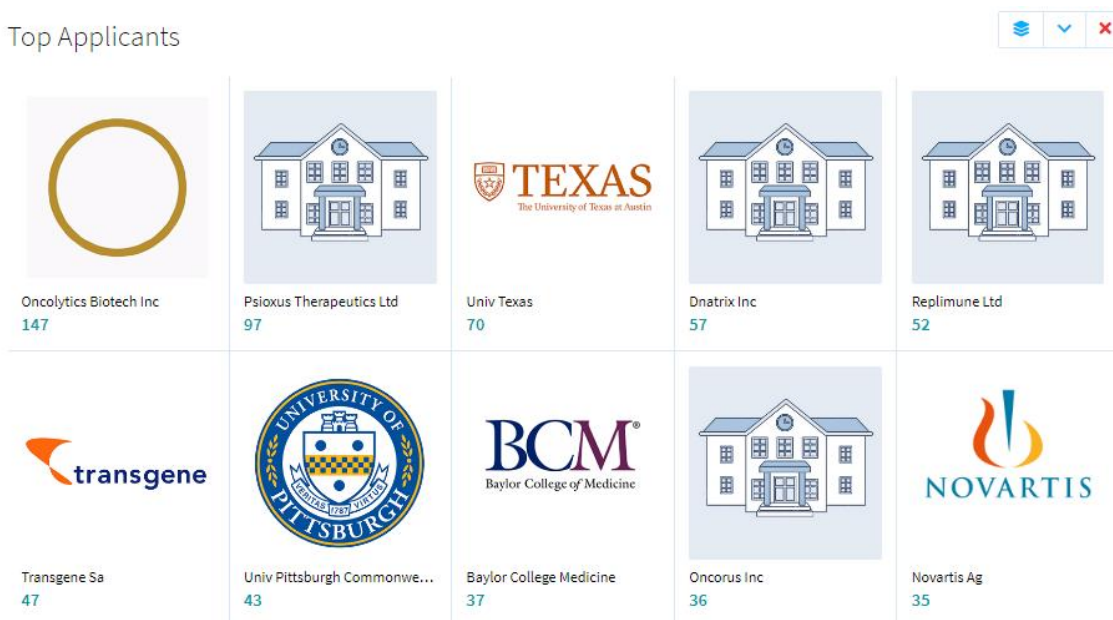 Top Applicants
TEXAS
The University of Texas at Austin
Oncolytics Biotech Inc
147
Psioxus Therapeutics Ltd
97
Univ Texas
70
Dnatrix Inc
57
Replimune Ltd
52
transgene
UNIVERSITY OF PITTSBURGH
VERITAS 1787 VIRTUS
BCM®
Baylor College of Medicine
NOVARTIS
Transgene Sa
47
Univ Pittsburgh Commonwe...
43
Baylor College Medicine
37
Oncorus Inc
36
Novartis Ag
35